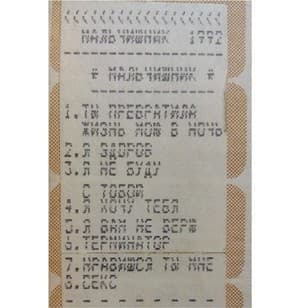 МАЛЬЧИШНИК 1992
" МАЛЬЧИШНИК "
1.ТЫ ПРЕВРАТИЛА
ЖИЗНЬ МОЮ В НОЧЬ
2.Я ЗДОРОВ
3.Я НЕ БУДУ
С ТОБОЙ
4.Я ХОЧУ ТЕБЯ
5.Я ВАМ НЕ ВЕРЮ
6.ТЕРМИНАТОР
7.НРАВИШСЯ ТЫ МНЕ
8.СЕКС